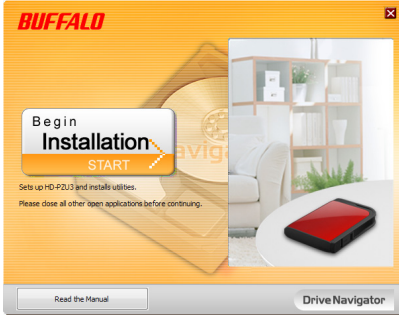 BUFFALO
Begin
Installation
START
Sets up HD-PZU3 and installs utilities.
Please close all other open applications before continuing.
Read the Manual
DriveNavigator